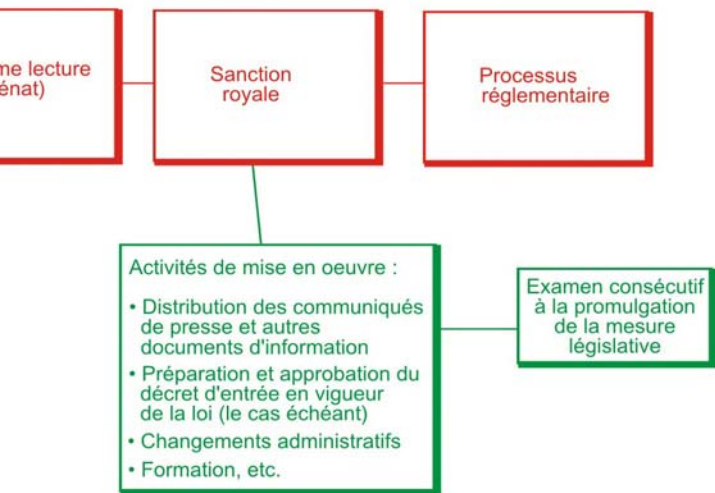 me lecture
énat)
Sanction
royale
Processus
réglementaire
Activités de mise en oeuvre :
• Distribution des communiqués
de presse et autres
documents d'information
• Préparation et approbation du
décret d'entrée en vigueur
de la loi (le cas échéant)
• Changements administratifs
• Formation, etc.
Examen consécutif
à la promulgation
de la mesure
législative